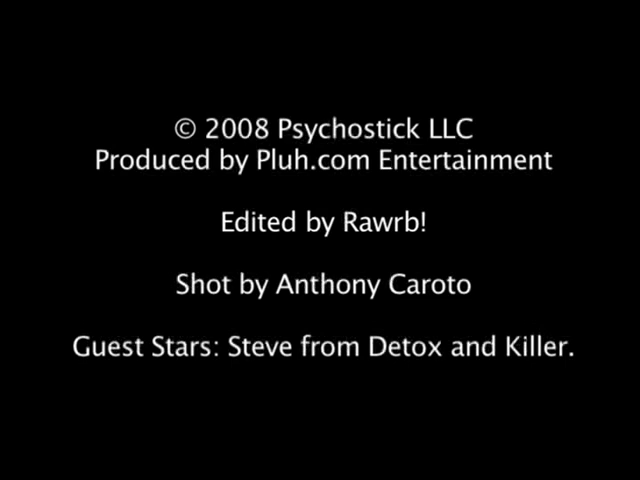 © 2008 Psychostick LLC
Produced by Pluh.com Entertainment
Edited by Rawrb!
Shot by Anthony Caroto
Guest Stars: Steve from Detox and Killer.